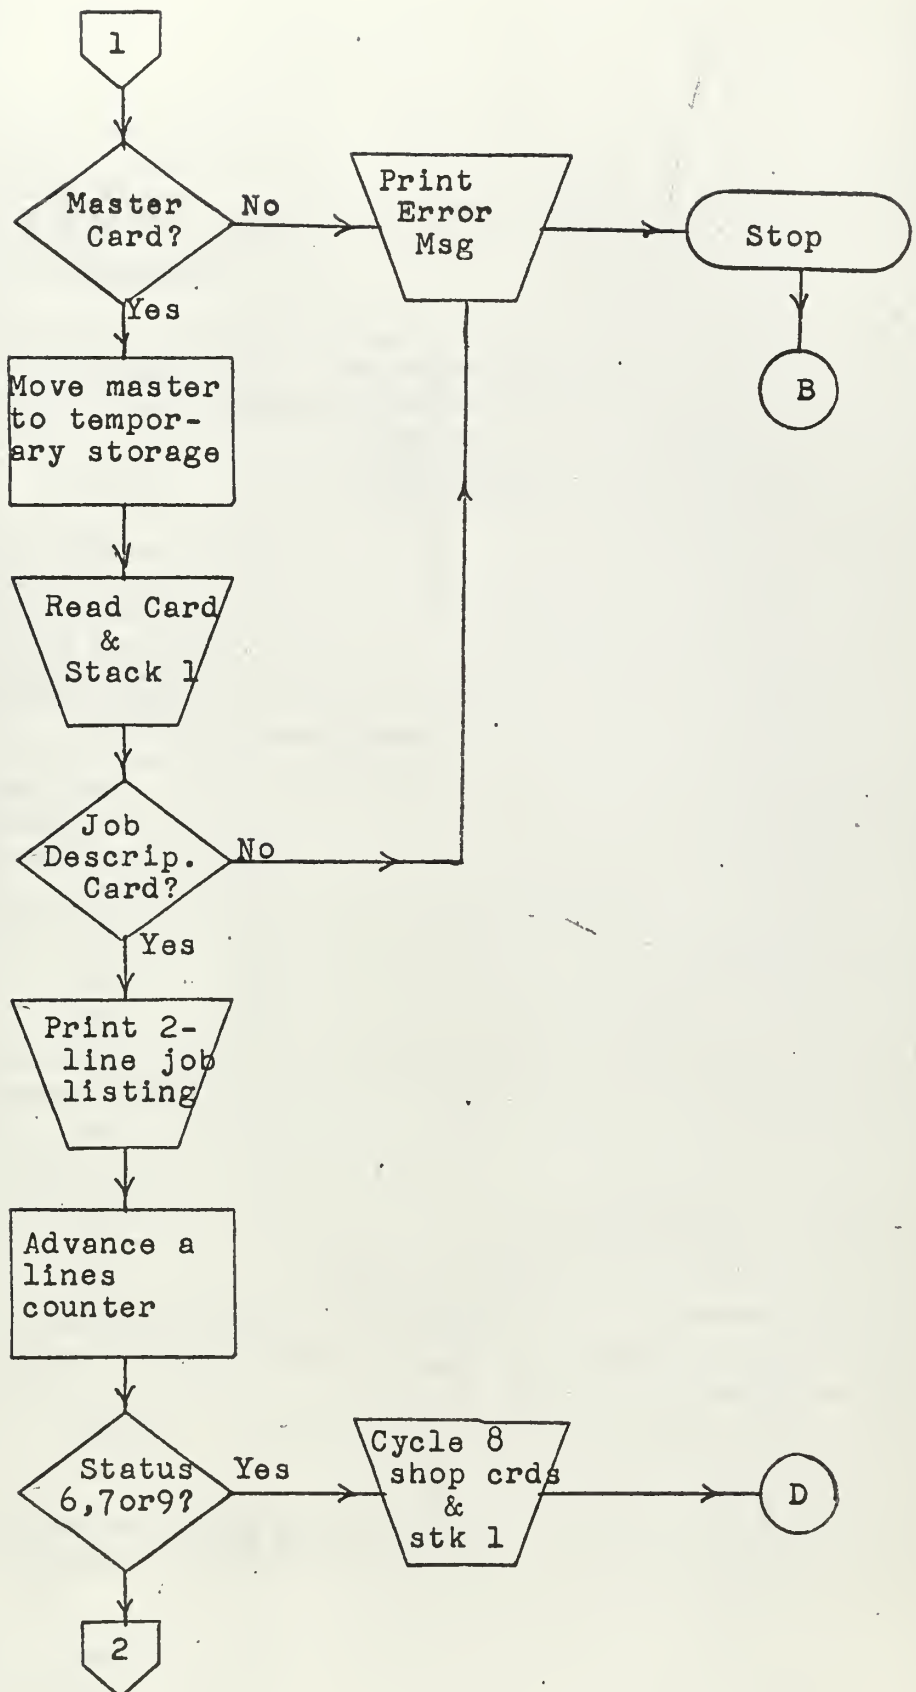 1
Master
Card?
No
Print
Error
Msg
Stop
Yes
B
Move master
to tempor-
ary storage
Read Card
&
Stack 1
Job
Descrip.
Card?
No
Yes
Print 2-
line job
listing
Advance a
lines
counter
Status
6,7or9?
Yes
Cycle 8
shop crds
&
stk 1
D
2